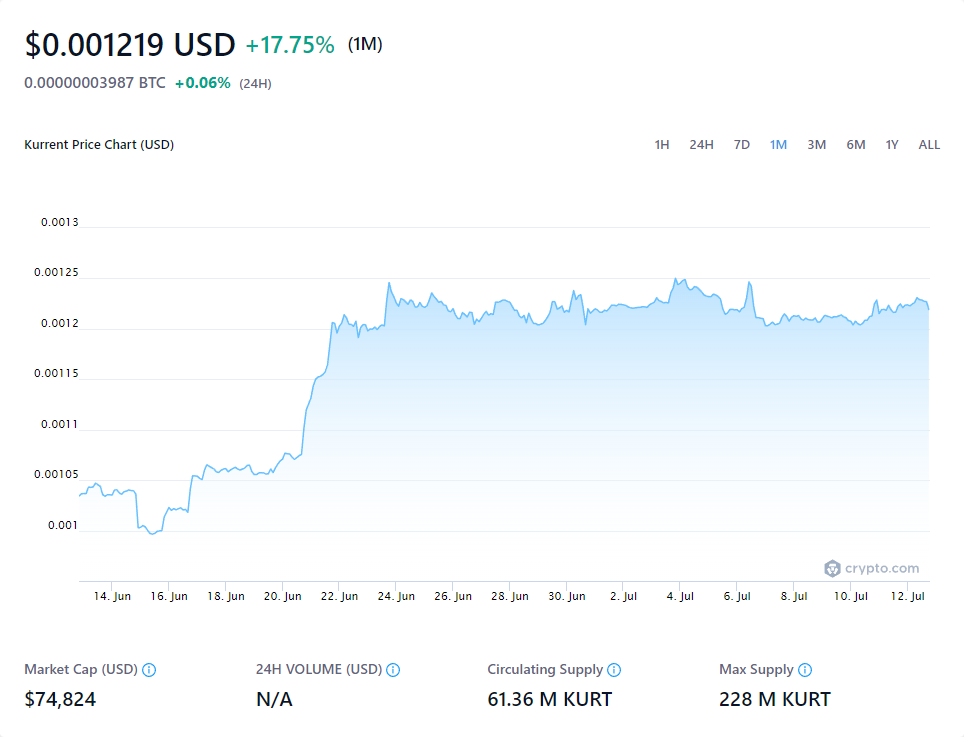 $0.001219 USD +17.75% (1M)
0.00000003987 BTC +0.06% (24H)
Kurrent Price Chart (USD) 1H 24H 7D 1M 3M 6M 1Y ALL
0.0013
0.00125
0.0012
0.00115
0.0011
0.00105
0.001
crypto.com
14. Jun 16. Jun 18. Jun 20. Jun 22. Jun 24. Jun 26. Jun 28. Jun 30. Jun 2. Jul 4. Jul 6. Jul 8. Jul 10. Jul 12. Jul
Market Cap (USD) 24H VOLUME (USD) Circulating Supply Max Supply
$74,824 N/A 61.36 M KURT 228 M KURT